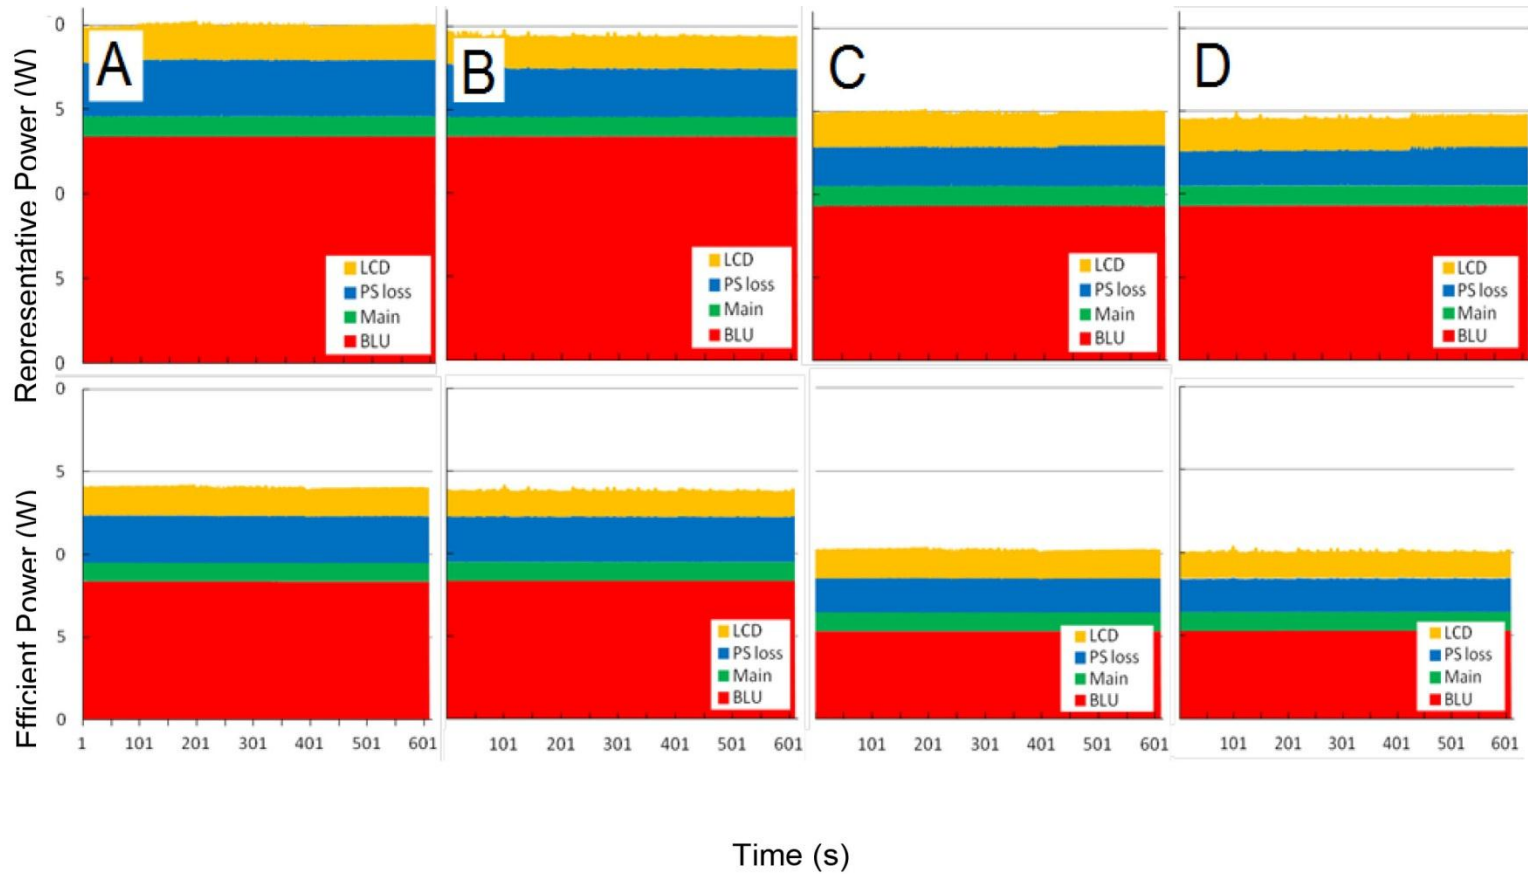 Representative Power (W)
0
5
0
5
0
A
LCD
PS loss
Main
BLU
B
LCD
PS loss
Main
BLU
C
LCD
PS loss
Main
BLU
D
LCD
PS loss
Main
BLU
Efficient Power (W)
0
5
0
5
0
1 101 201 301 401 501 601
LCD
PS loss
Main
BLU
101 201 301 401 501 601
LCD
PS loss
Main
BLU
101 201 301 401 501 601
LCD
PS loss
Main
BLU
101 201 301 401 501 601
Time (s)